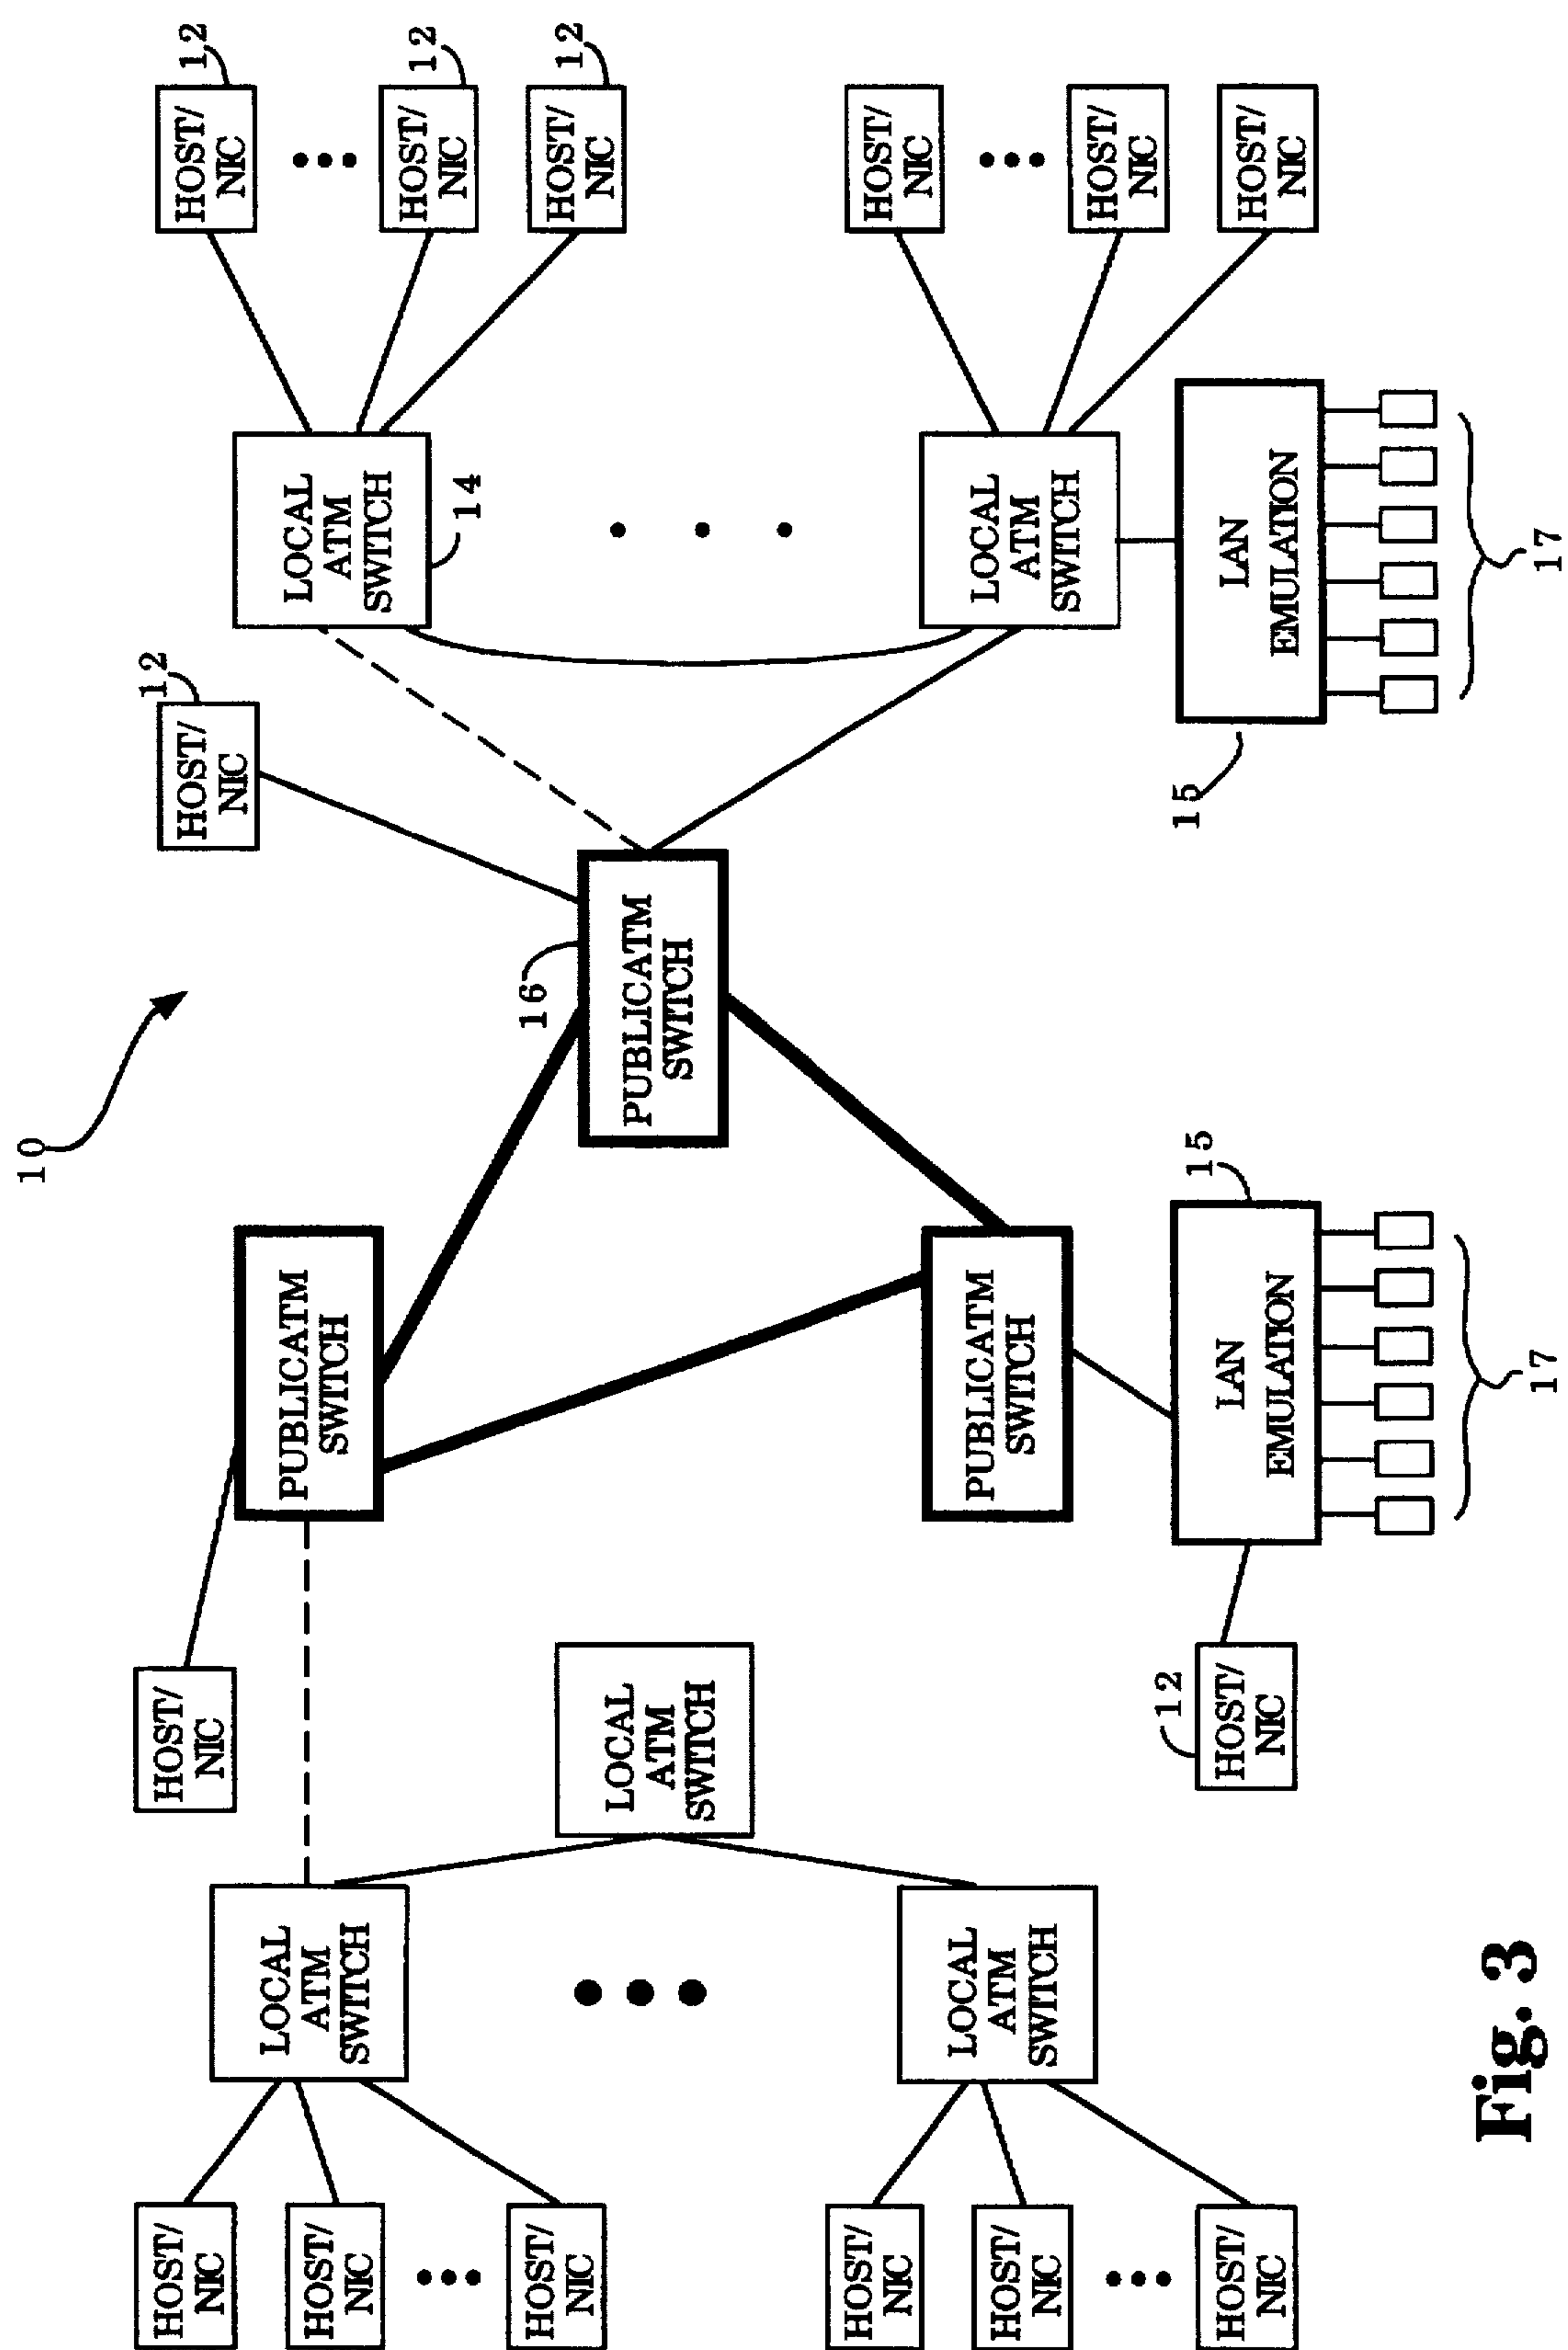 10
HOST/
NIC
HOST/
NIC
HOST/
NIC
LOCAL
ATM
SWITCH
HOST/
NIC
HOST/
NIC
HOST/
NIC
LOCAL
ATM
SWITCH
LOCAL
ATM
SWITCH
HOST/
NIC
PUBLICATM
SWITCH
PUBLICATM
SWITCH
12
HOST/
NIC
15
LAN
EMULATION
17
16
PUBLICATM
SWITCH
12
HOST/
NIC
LOCAL
ATM
SWITCH
14
12
HOST/
NIC
12
HOST/
NIC
12
HOST/
NIC
LOCAL
ATM
SWITCH
HOST/
NIC
HOST/
NIC
HOST/
NIC
15
LAN
EMULATION
17
Fig. 3